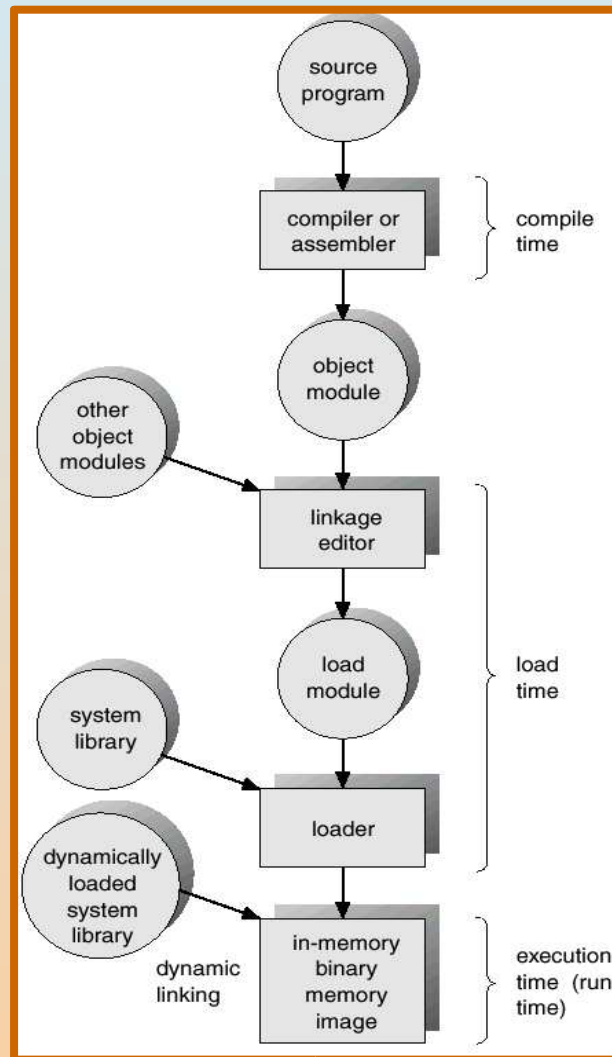 source
program
compiler or
assembler
compile
time
object
module
other
object
modules
linkage
editor
load
module
load
time
system
library
loader
dynamically
loaded
system
library
dynamic
linking
in-memory
binary
memory
image
execution
time (run
time)